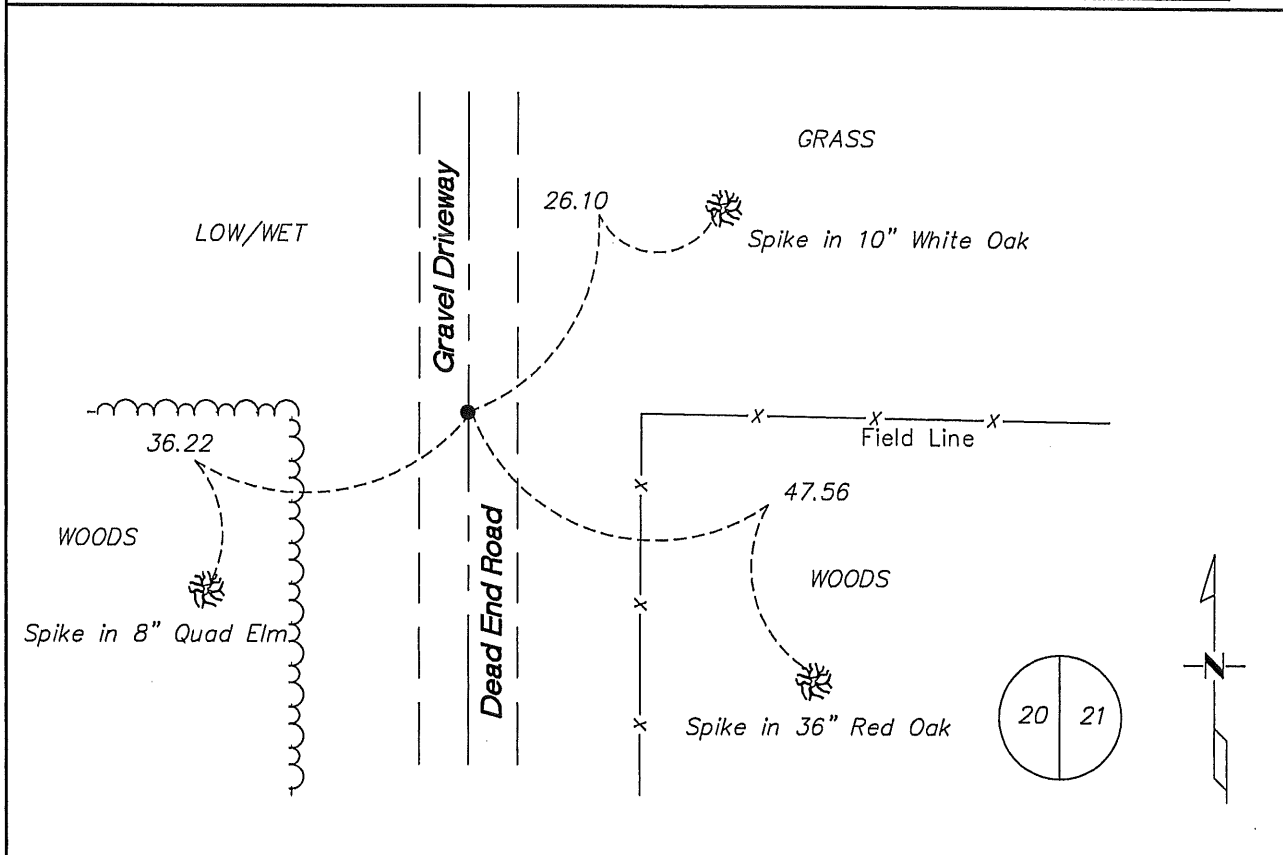 GRASS
26.10
LOW/WET
Spike in 10" White Oak
Gravel Driveway
36.22
Field Line
47.56
WOODS
WOODS
Dead End Road
Spike in 8" Quad Elm
N
20 21
Spike in 36" Red Oak